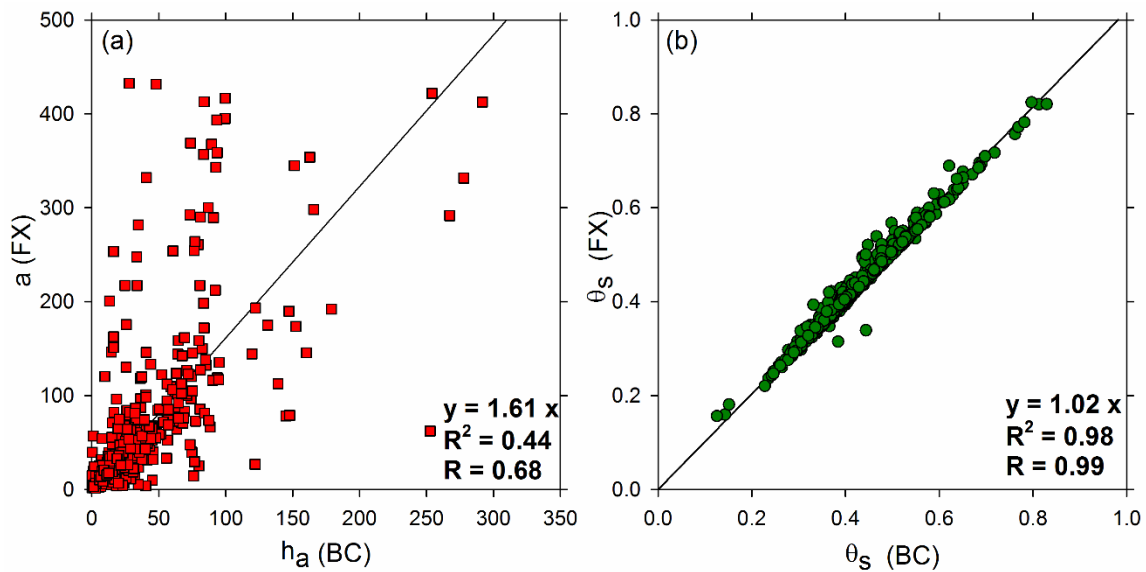 (a)
500
400
300
200
100
0
a (FX)
0 50 100 150 200 250 300 350
hₐ (BC)
y = 1.61 x
R² = 0.44
R = 0.68
(b)
1.0
0.8
0.6
0.4
0.2
0.0
θₛ (FX)
0.0 0.2 0.4 0.6 0.8 1.0
θₛ (BC)
y = 1.02 x
R² = 0.98
R = 0.99